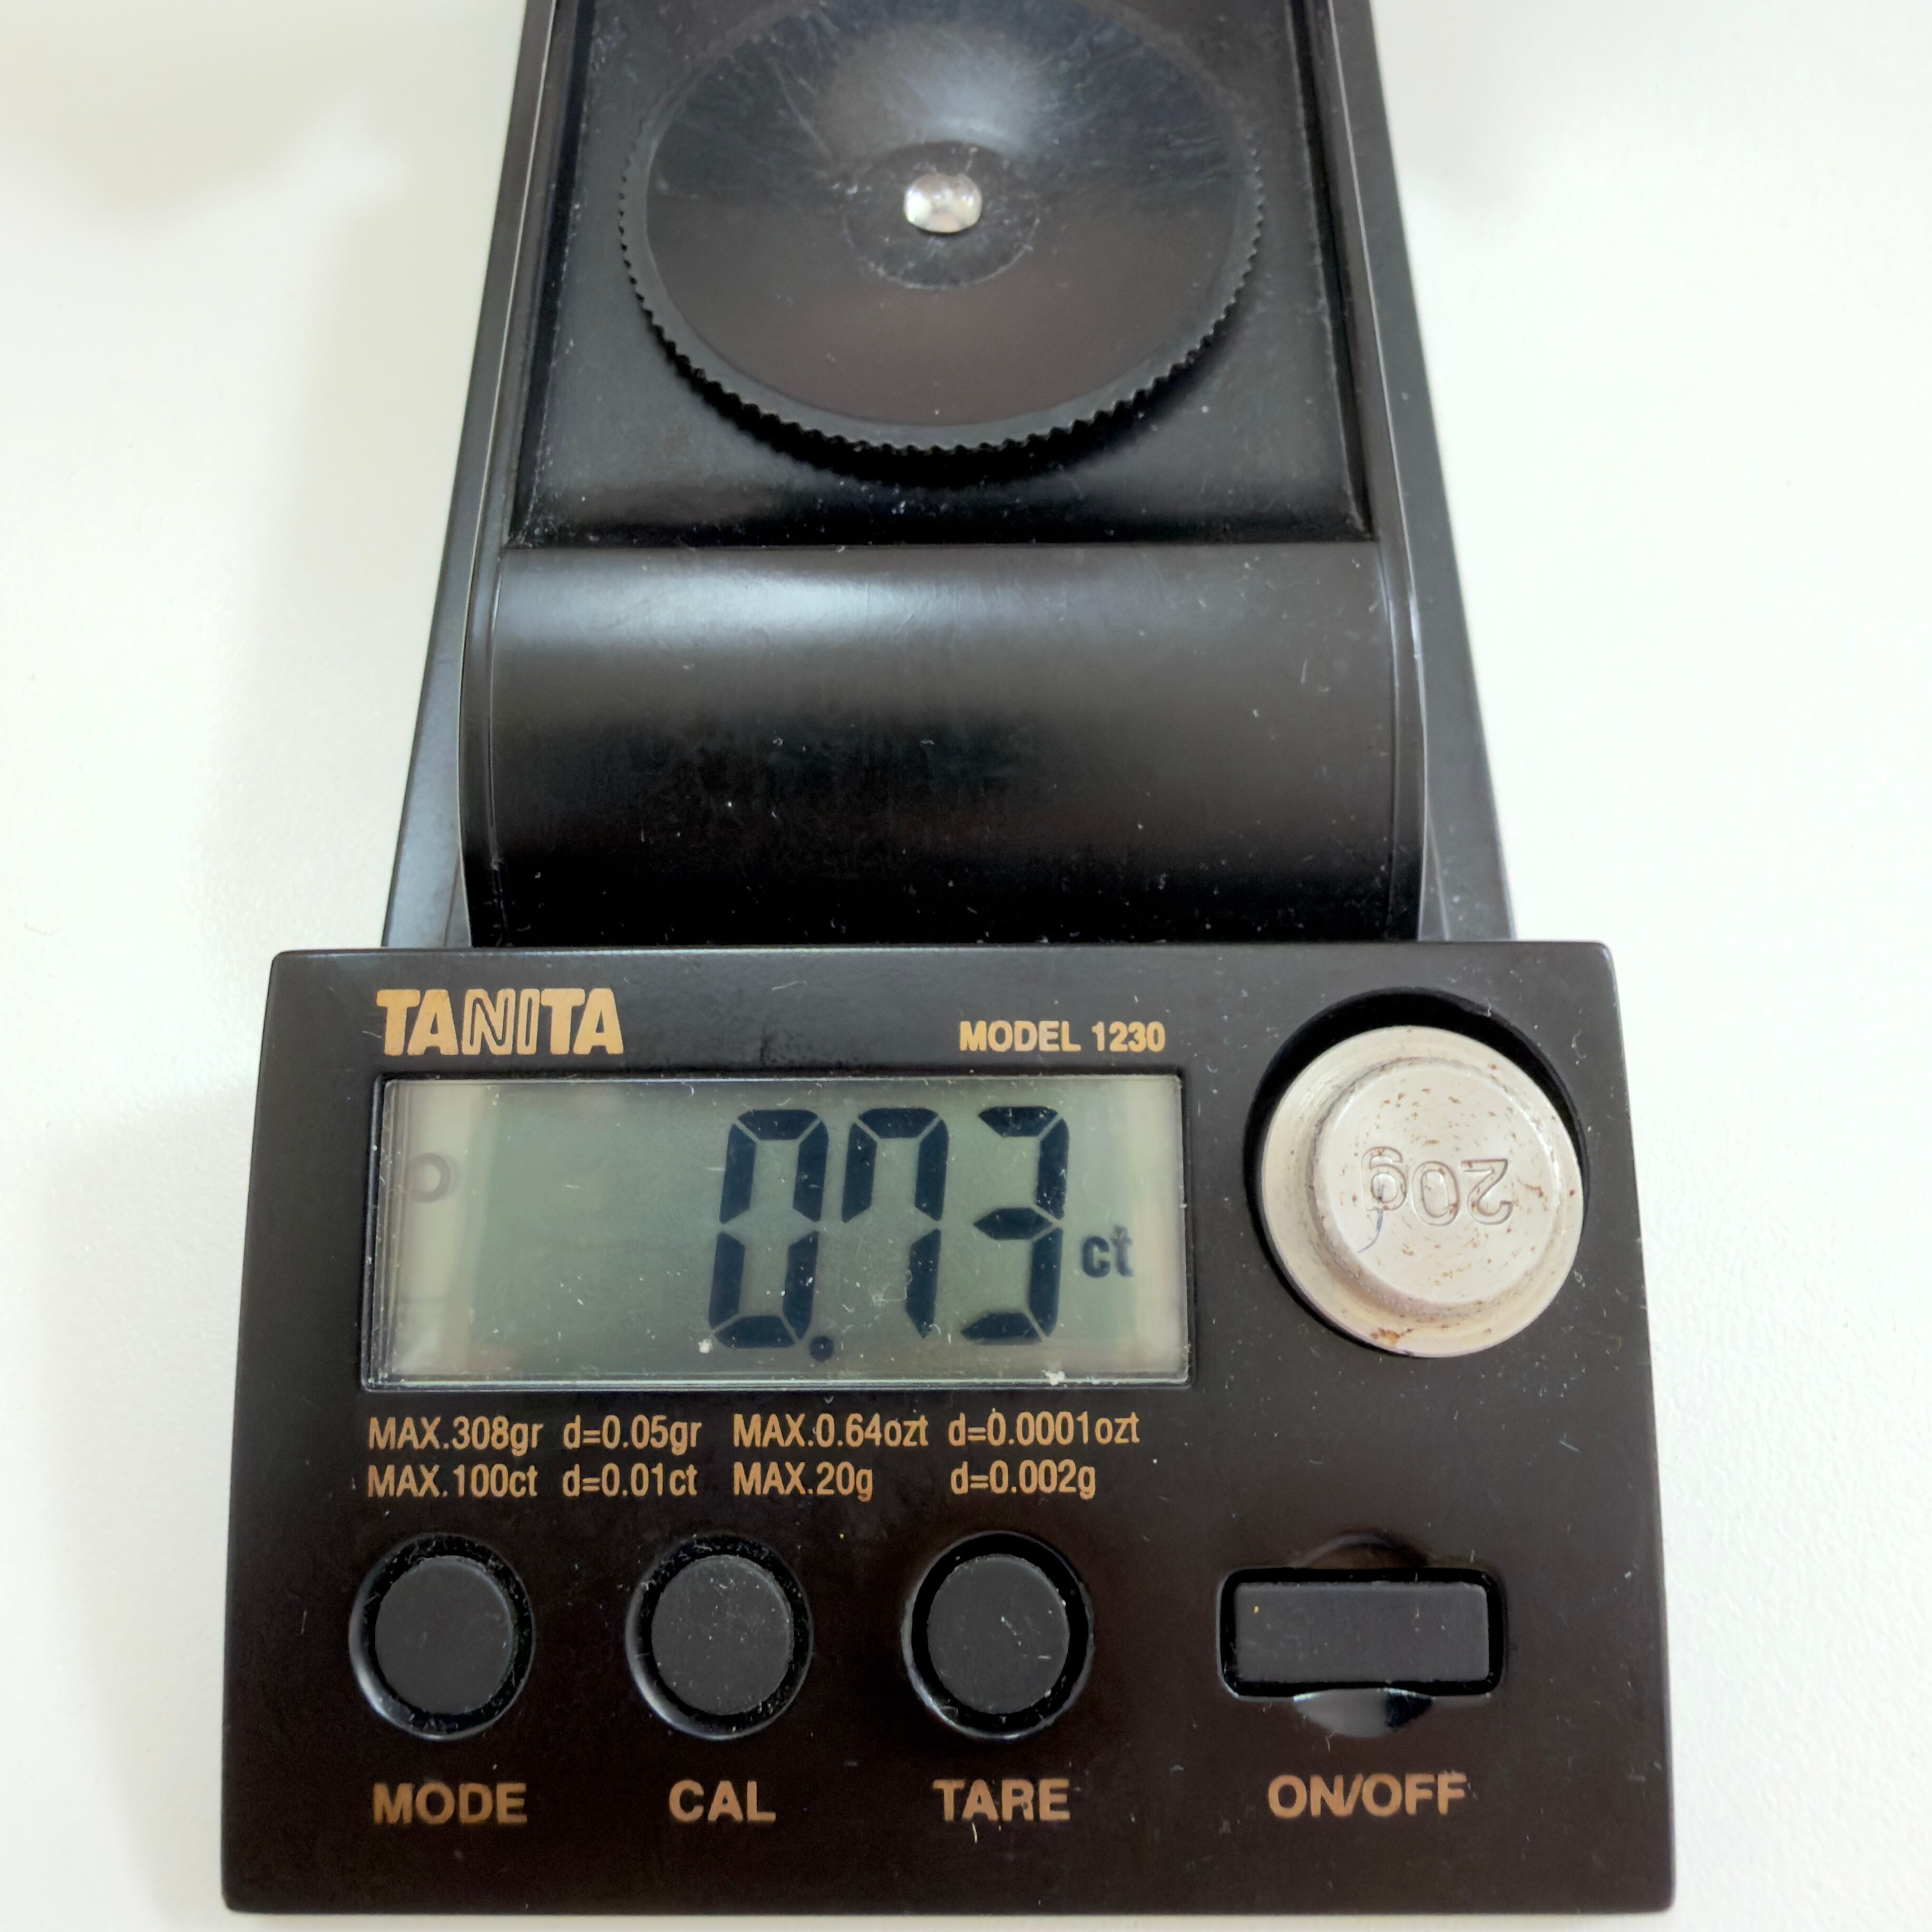 TANITA
MODEL 1230
0.73 ct
20g
MAX.308gr d=0.05gr MAX.0.64ozt d=0.0001ozt
MAX.100ct d=0.01ct MAX.20g d=0.002g
MODE CAL TARE ON/OFF